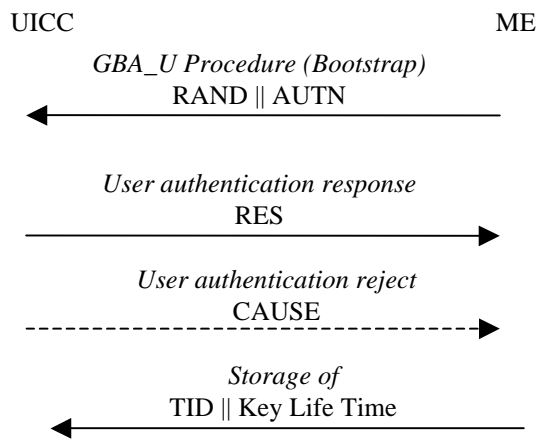 UICC ME
GBA_U Procedure (Bootstrap)
RAND || AUTN
User authentication response
RES
User authentication reject
CAUSE
Storage of
TID || Key Life Time